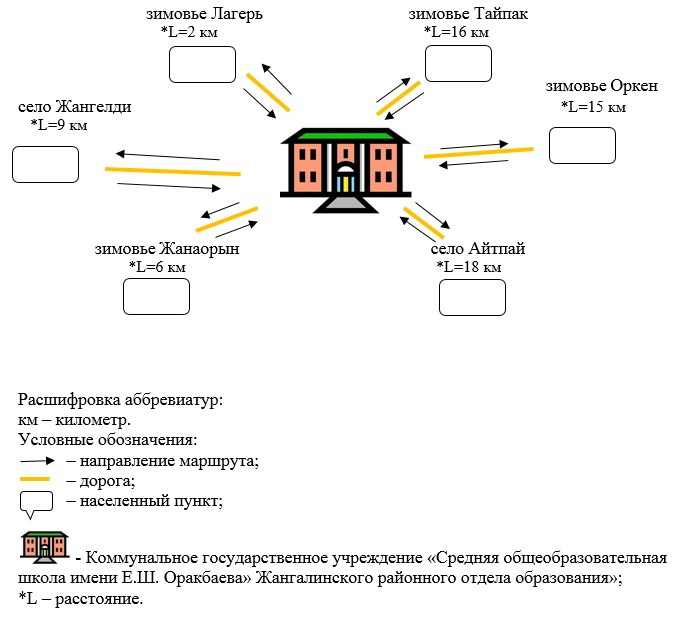 зимовье Лагерь
*L=2 км
зимовье Тайпак
*L=16 км
зимовье Оркен
*L=15 км
село Жангелди
*L=9 км
зимовье Жанаорын
*L=6 км
село Айтпай
*L=18 км
Расшифровка аббревиатур:
км – километр.
Условные обозначения:
– направление маршрута;
– дорога;
– населенный пункт;
- Коммунальное государственное учреждение «Средняя общеобразовательная
школа имени Е.Ш. Оракбаева» Жангалинского районного отдела образования»;
*L – расстояние.